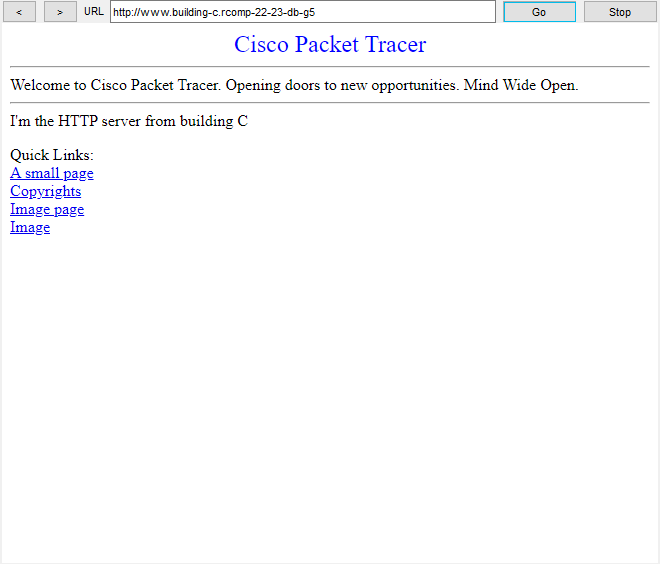 < > URL http://www.building-c.rcomp-22-23-db-g5 Go Stop
Cisco Packet Tracer
Welcome to Cisco Packet Tracer. Opening doors to new opportunities. Mind Wide Open.
I'm the HTTP server from building C
Quick Links:
A small page
Copyrights
Image page
Image